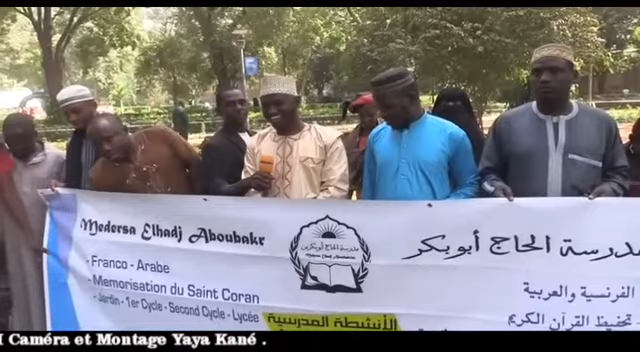 Medersa Elhadj Aboubakr
- Franco - Arabe
- Memorisation du Saint Coran
- Jardin - 1er Cycle - Second Cycle - Lycée
مدرسة الحاج أبوبكر
الفرنسية والعربية
- تحفيظ القرآن الكريم
الأنشطة المدرسية
Caméra et Montage Yaya Kané .